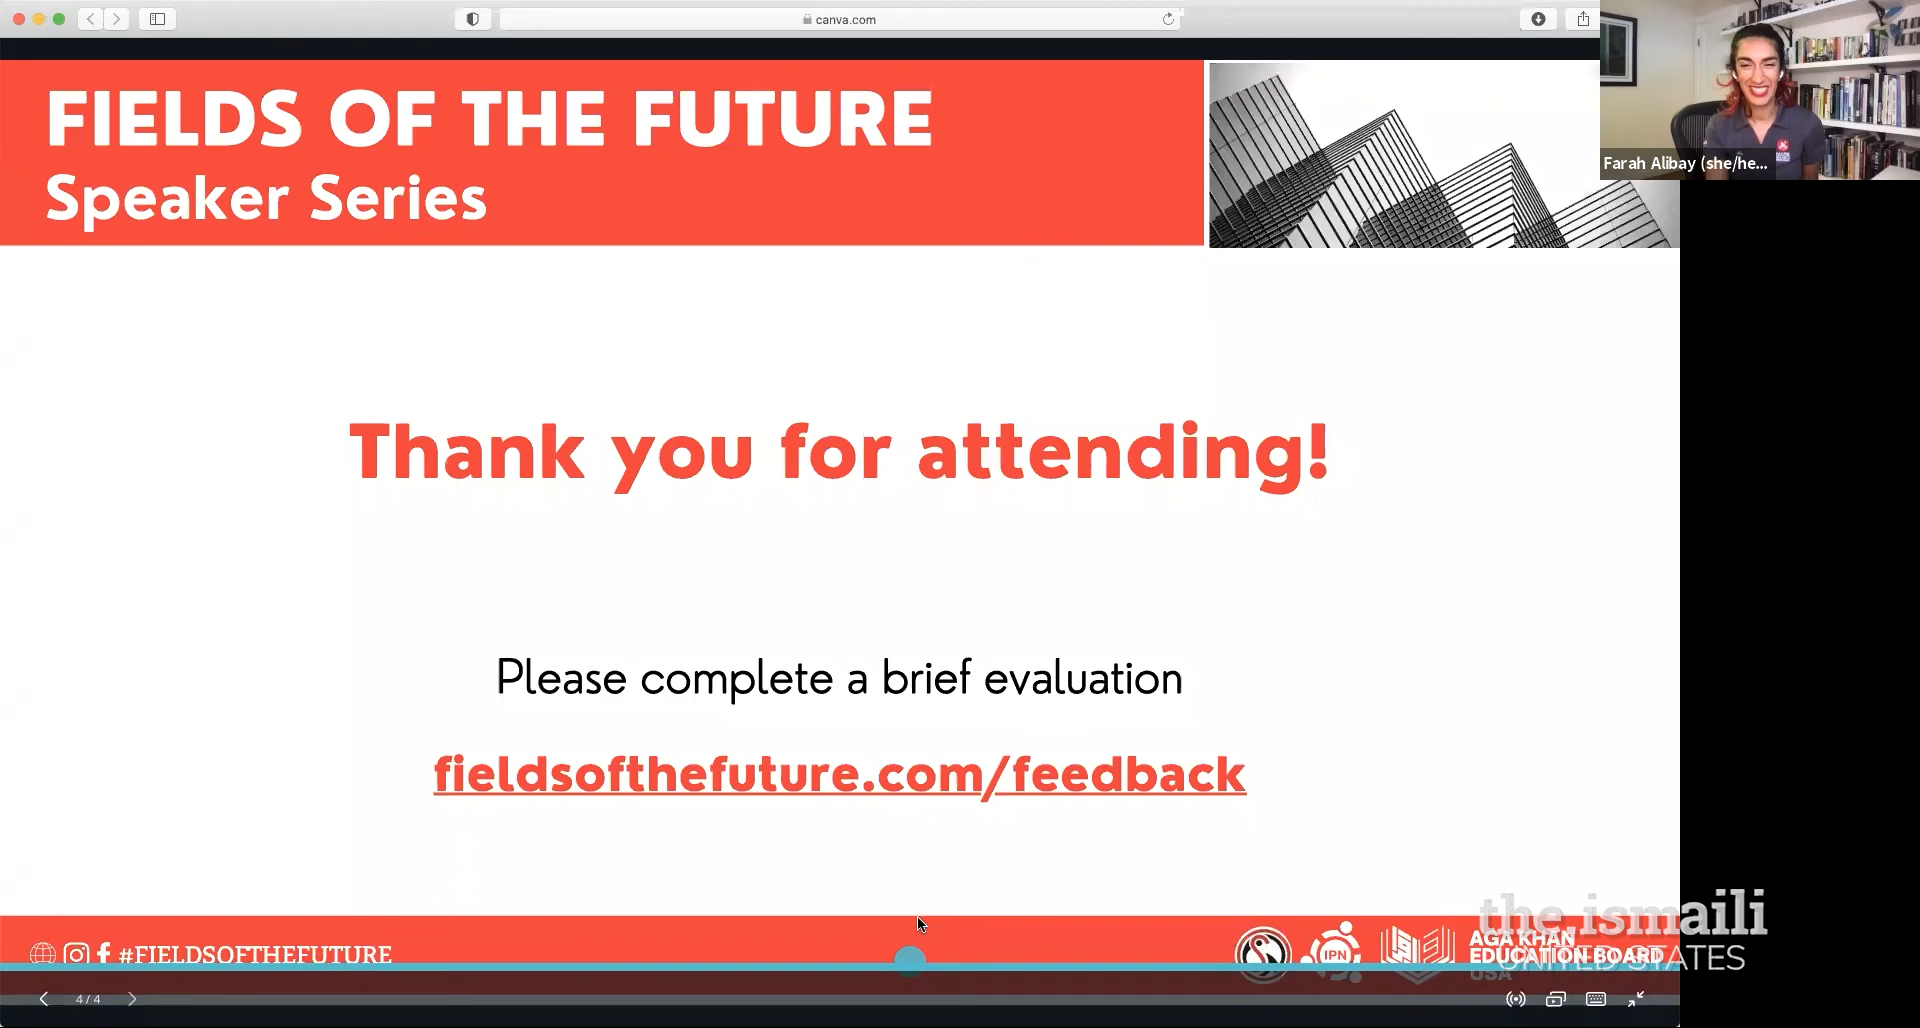 canva.com
FIELDS OF THE FUTURE
Speaker Series
Farah Alibay (she/he...
Thank you for attending!
Please complete a brief evaluation
fieldsofthefuture.com/feedback
#FIELDSOFTHEFUTURE
IPN
AGA KHAN
EDUCATION BOARD
USA
the.ismaili
UNITED STATES
4/4